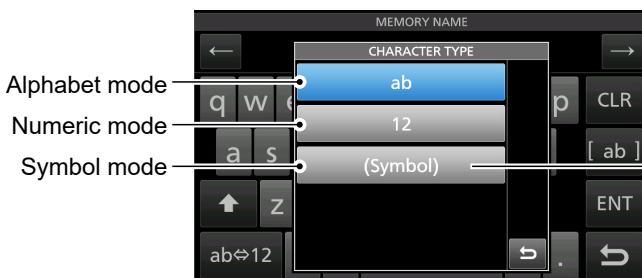 MEMORY NAME
← →
CHARACTER TYPE
Alphabet mode ab
q w e p CLR
Numeric mode 12
a s [ ab ]
Symbol mode (Symbol)
z ENT
ab⇔12 .